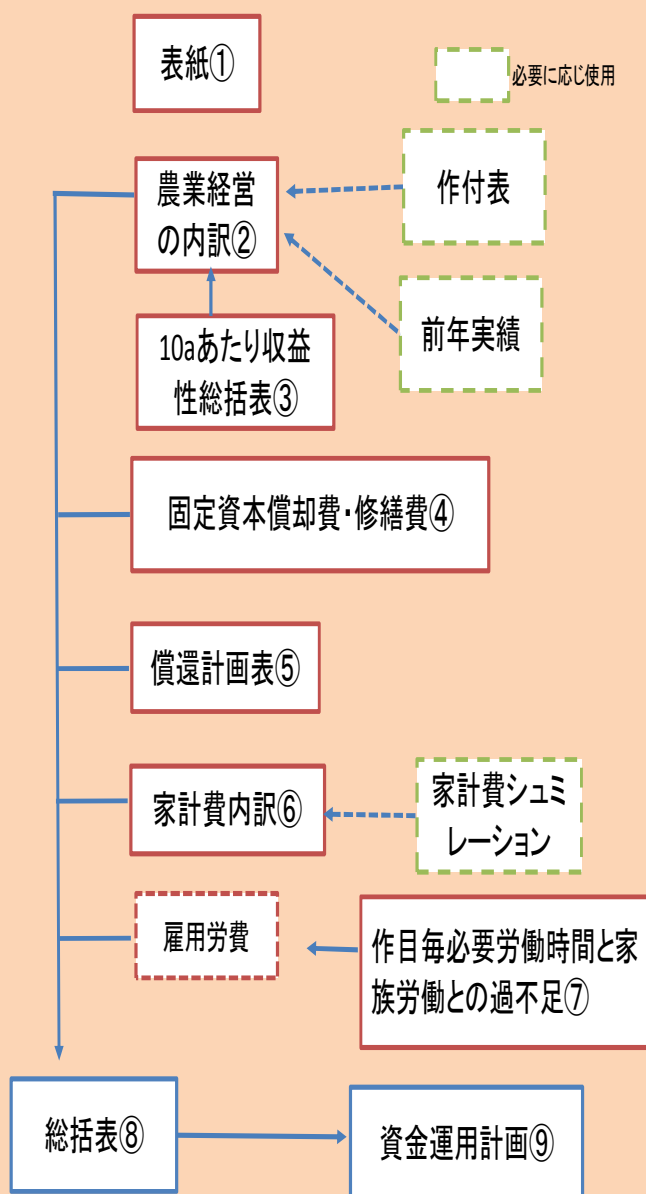 表紙①
必要に応じ使用
農業経営
の内訳②
作付表
10aあたり収益
性総括表③
前年実績
固定資本償却費・修繕費④
償還計画表⑤
家計費内訳⑥
家計費シュミ
レーション
雇用労費
作目毎必要労働時間と家
族労働との過不足⑦
総括表⑧
資金運用計画⑨